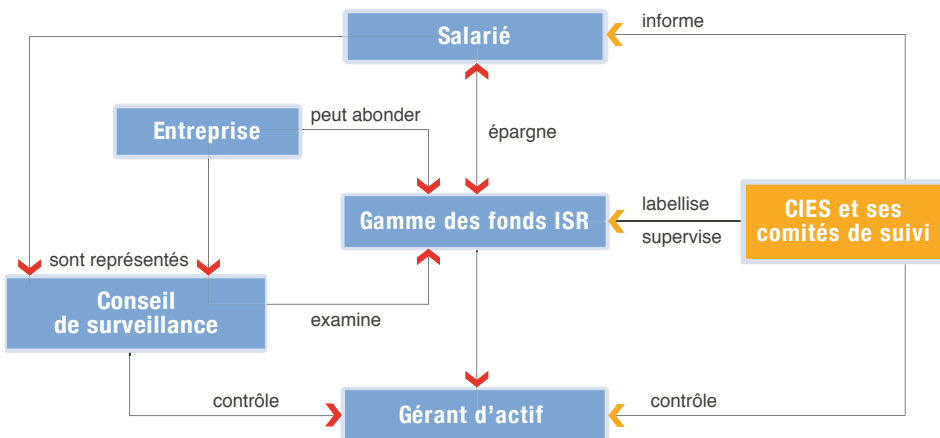 informe
Salarié
peut abonder
Entreprise
épargne
labellise
CIES et ses
comités de suivi
Gamme des fonds ISR
supervise
sont représentés
Conseil
de surveillance
examine
contrôle
Gérant d'actif
contrôle